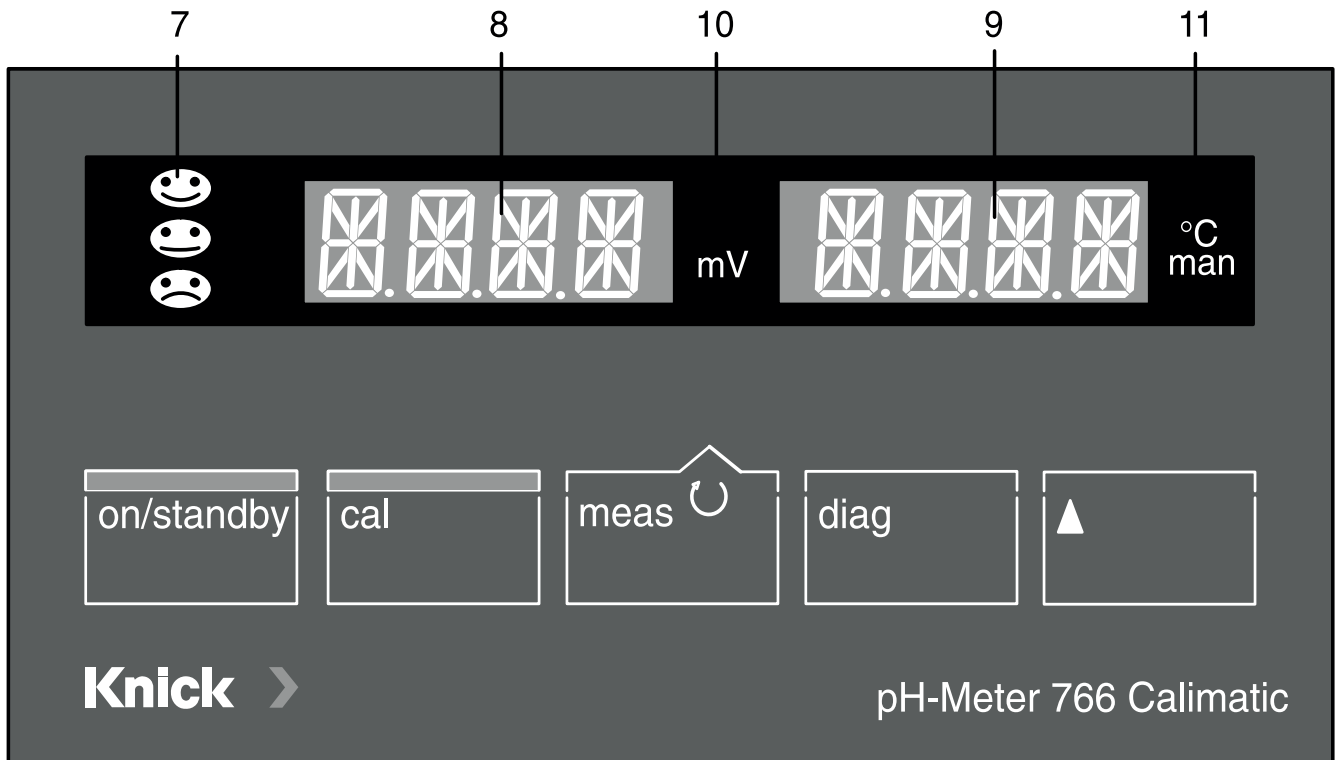 7 8 10 9 11
°C
mV man
on/standby cal meas diag
Knick pH-Meter 766 Calimatic